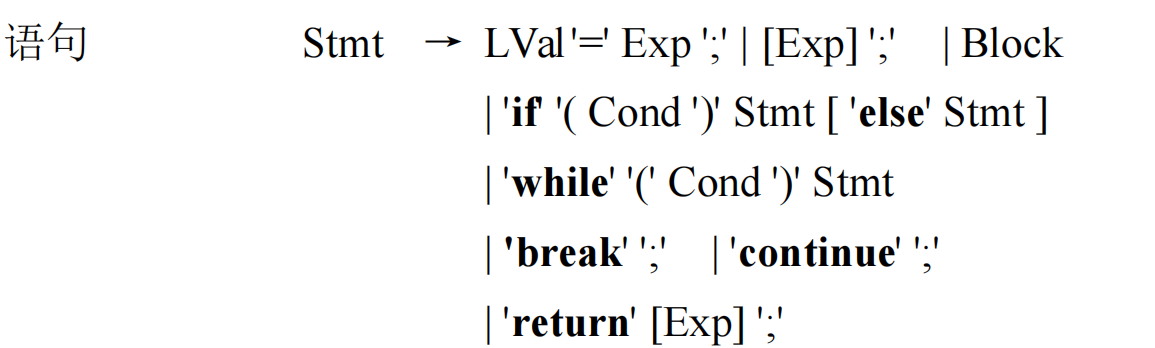 语句 Stmt → LVal '=' Exp ';' | [Exp] ';' | Block
| 'if' '( Cond ')' Stmt [ 'else' Stmt ]
| 'while' '(' Cond ')' Stmt
| 'break' ';' | 'continue' ';'
| 'return' [Exp] ';'